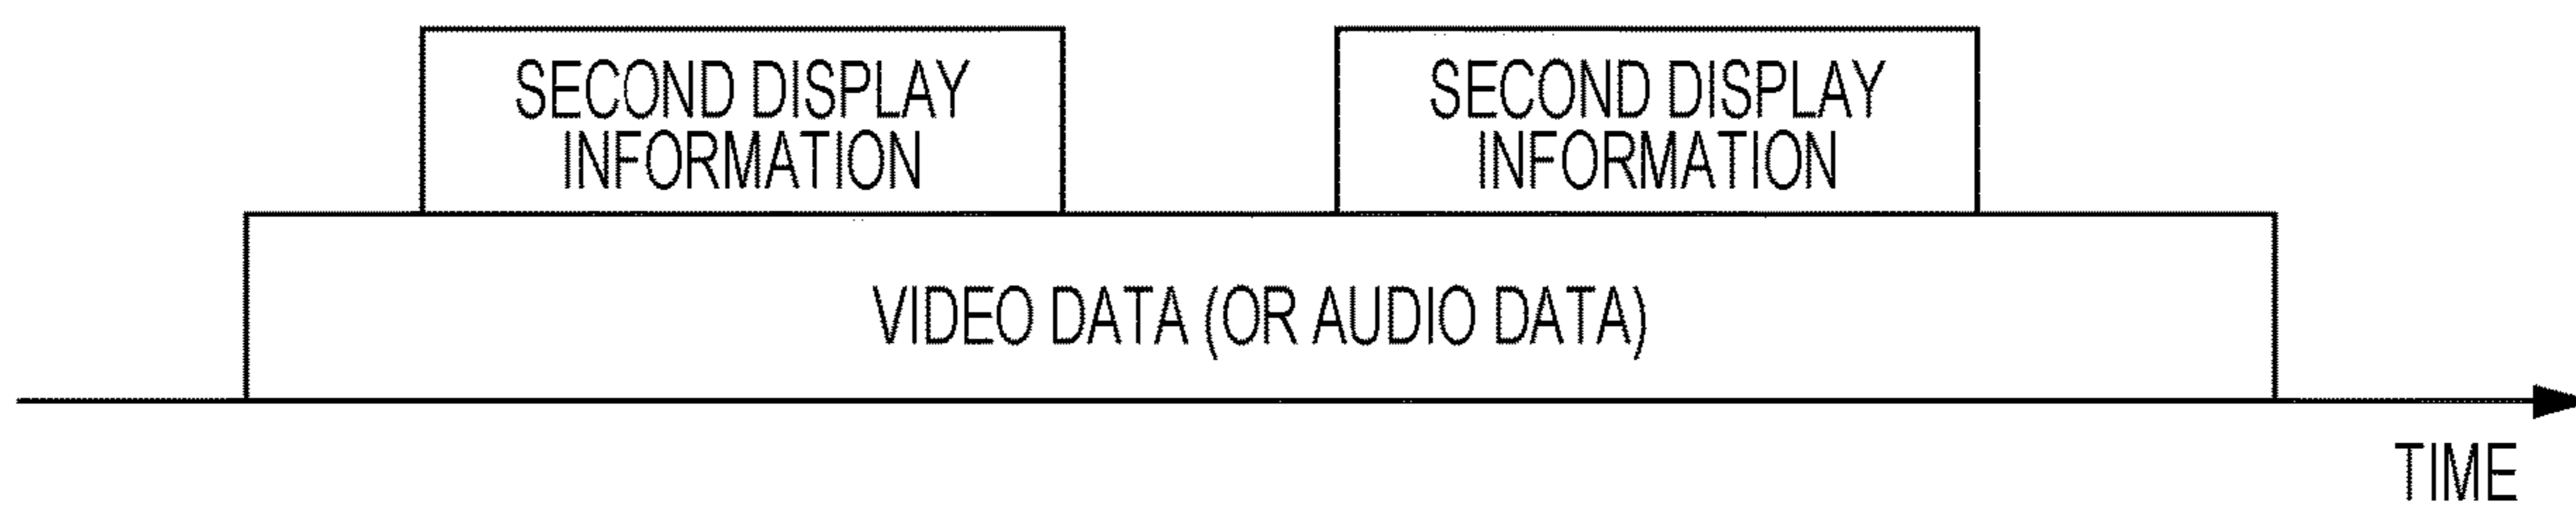 SECOND DISPLAY
INFORMATION
SECOND DISPLAY
INFORMATION
VIDEO DATA (OR AUDIO DATA)
TIME